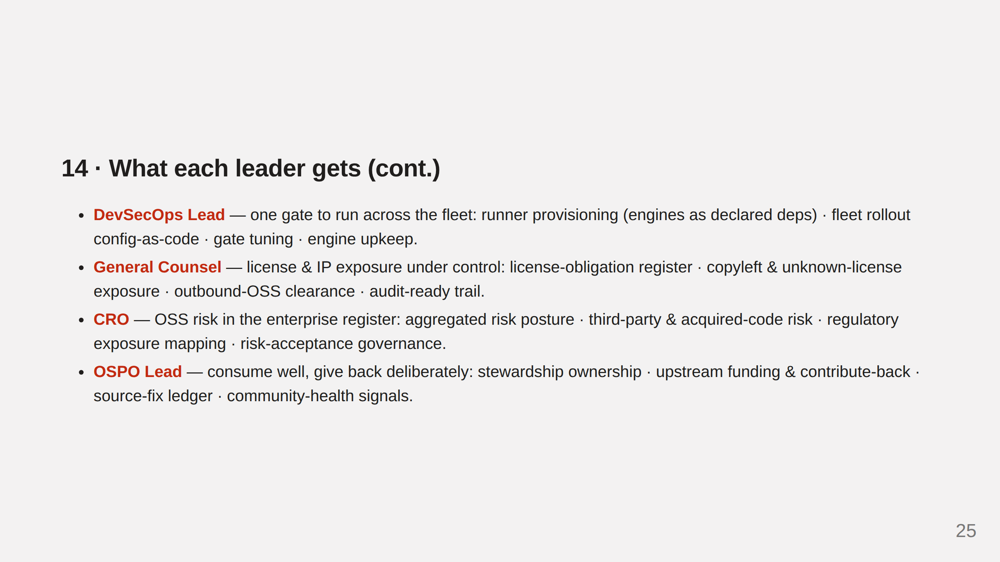 14 · What each leader gets (cont.)
• DevSecOps Lead — one gate to run across the fleet: runner provisioning (engines as declared deps) · fleet rollout
config-as-code · gate tuning · engine upkeep.
• General Counsel — license & IP exposure under control: license-obligation register · copyleft & unknown-license
exposure · outbound-OSS clearance · audit-ready trail.
• CRO — OSS risk in the enterprise register: aggregated risk posture · third-party & acquired-code risk · regulatory
exposure mapping · risk-acceptance governance.
• OSPO Lead — consume well, give back deliberately: stewardship ownership · upstream funding & contribute-back ·
source-fix ledger · community-health signals.
25